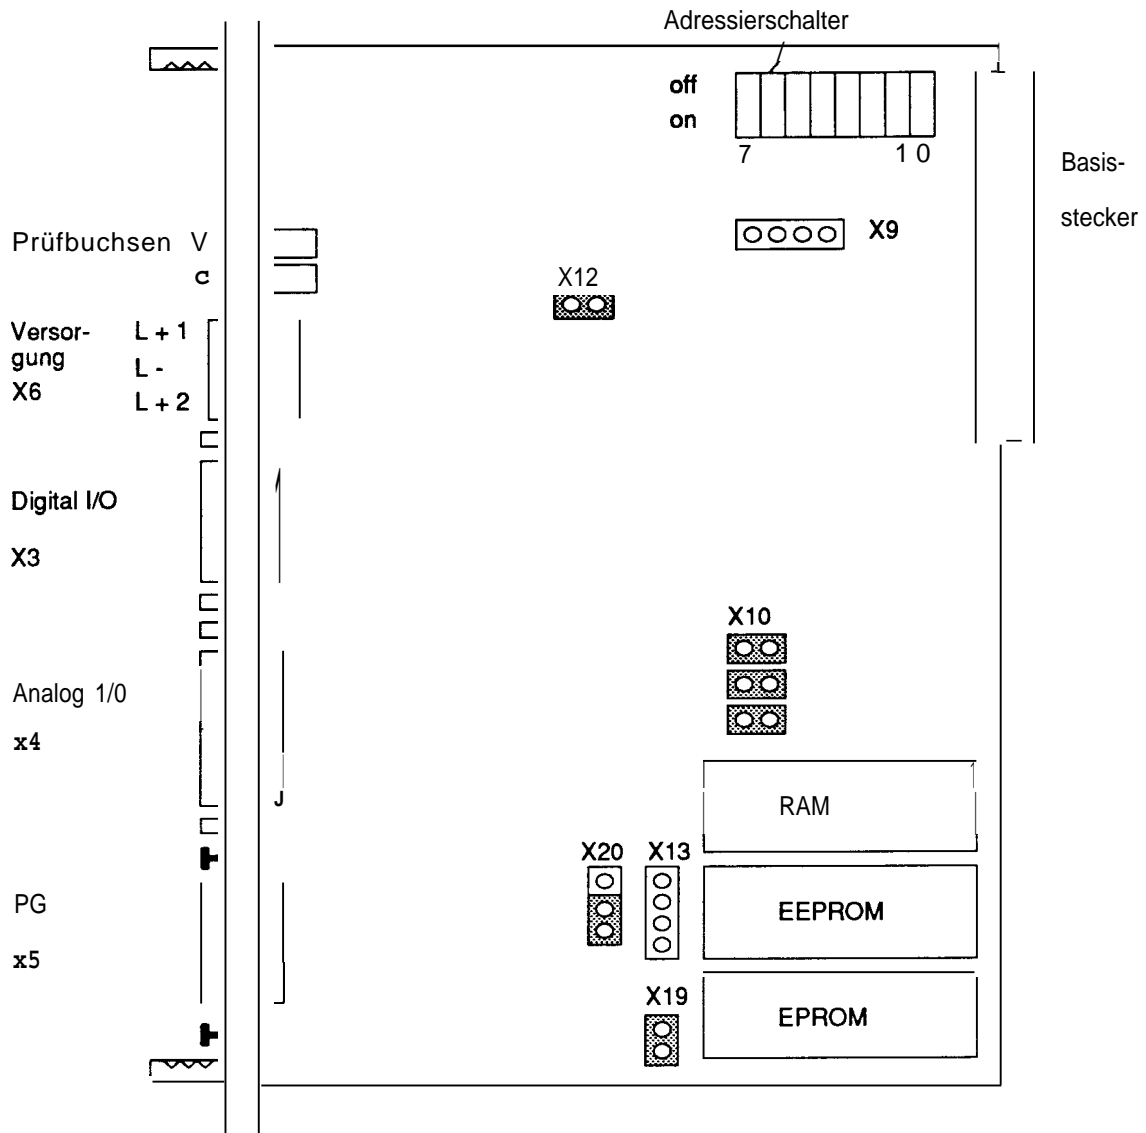 Adressierschalter
off
on
7 1 0
Basis-
stecker
X9
Prüfbuchsen V
C
X12
Versor-
gung
X6
L + 1
L -
L + 2
Digital I/O
X3
X10
Analog 1/0
x4
RAM
X20 X13
EEPROM
PG
x5
X19
EPROM